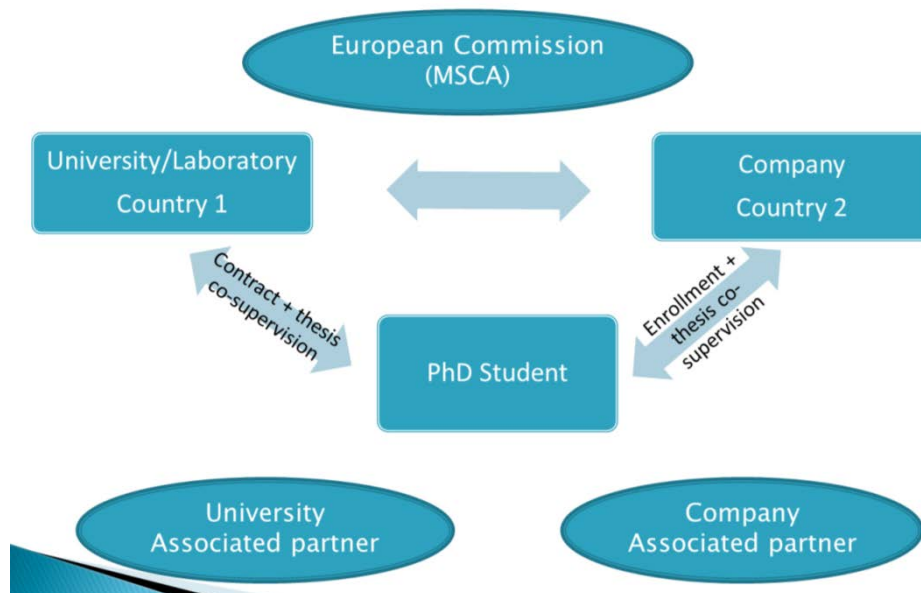 European Commission
(MSCA)
University/Laboratory
Country 1
Company
Country 2
Contract + thesis
co-supervision
Enrollment +
thesis co-
supervision
PhD Student
University
Associated partner
Company
Associated partner